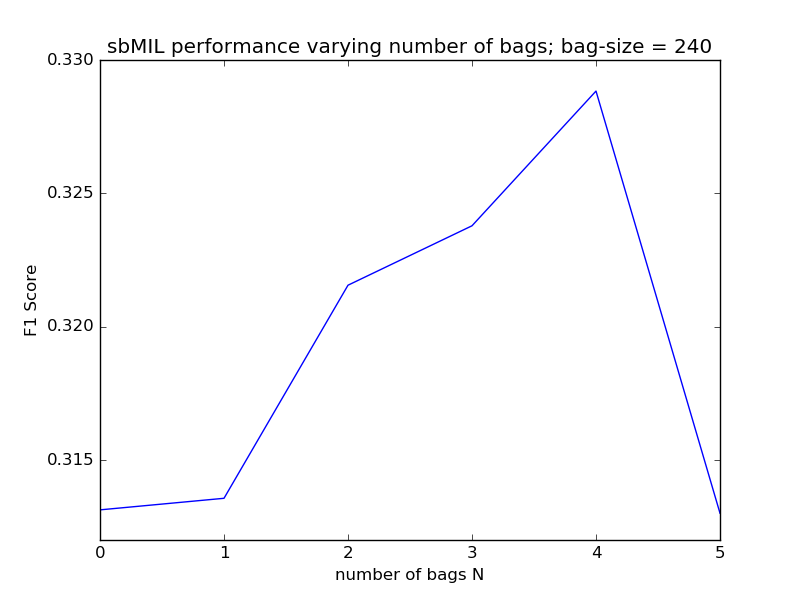 sbMIL performance varying number of bags; bag-size = 240
0.330
0.325
0.320
0.315
F1 Score
0 1 2 3 4 5
number of bags N